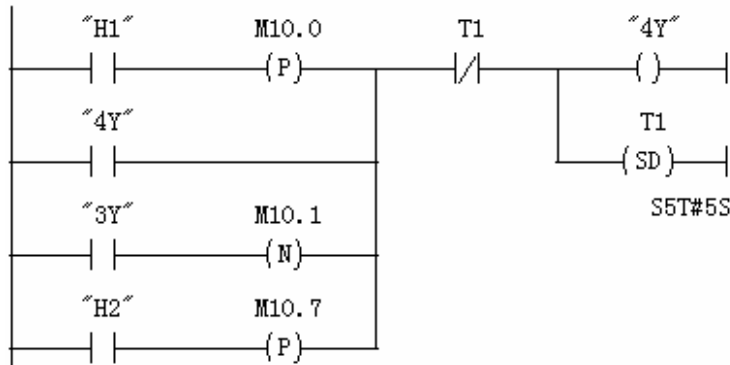 "H1" M10.0 T1 "4Y"
(P) ( )
"4Y" T1
(SD)
"3Y" M10.1 S5T#5S
(N)
"H2" M10.7
(P)